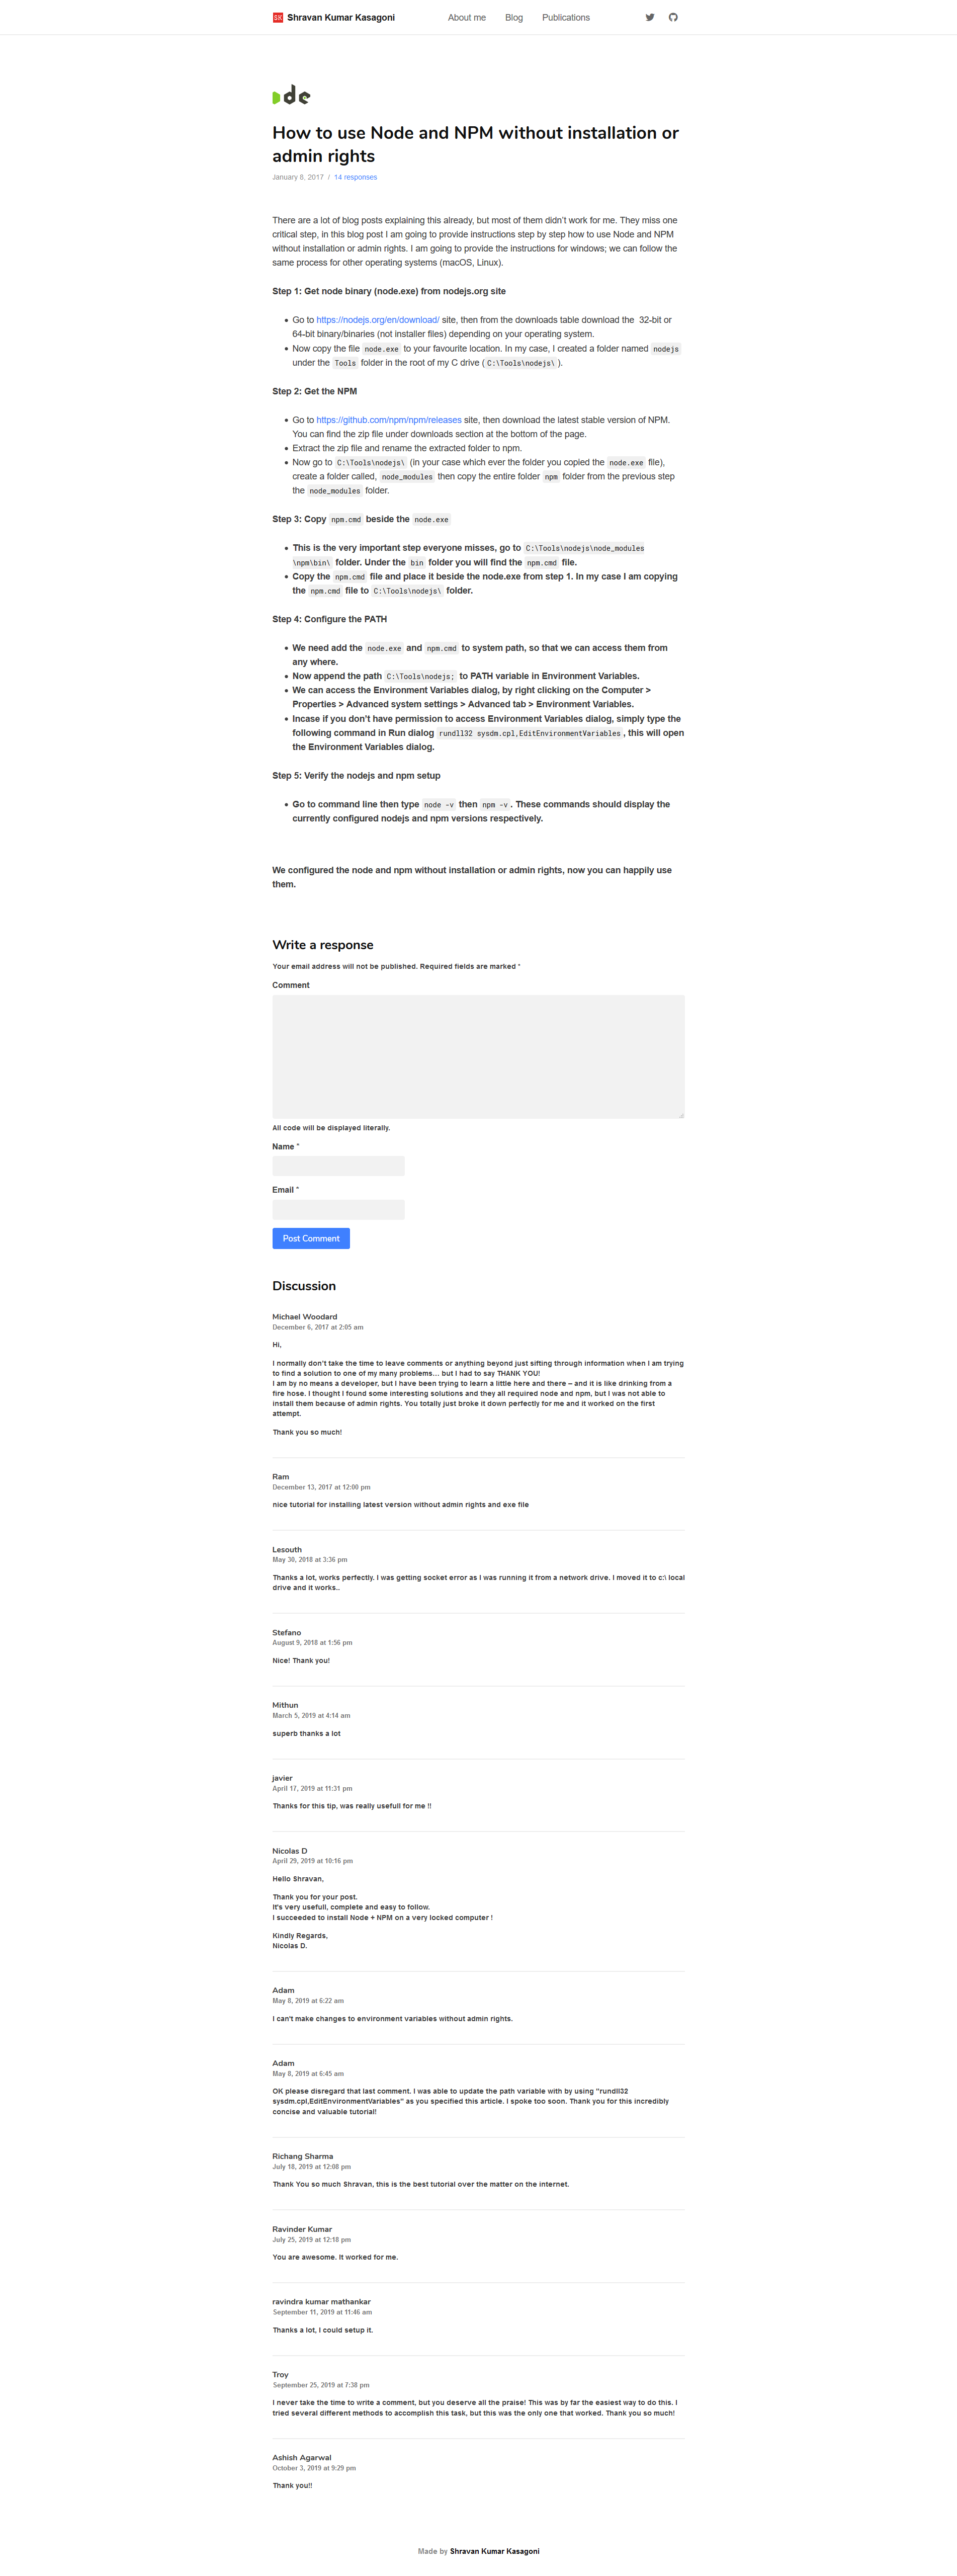 SK Shravan Kumar Kasagoni
About me
Blog
Publications
How to use Node and NPM without installation or
admin rights
January 8, 2017 / 14 responses
There are a lot of blog posts explaining this already, but most of them didn't work for me. They miss one
critical step, in this blog post I am going to provide instructions step by step how to use Node and NPM
without installation or admin rights. I am going to provide the instructions for windows; we can follow the
same process for other operating systems (macOS, Linux).
Step 1: Get node binary (node.exe) from nodejs.org site
• Go to https://nodejs.org/en/download/ site, then from the downloads table download the 32-bit or
64-bit binary/binaries (not installer files) depending on your operating system.
• Now copy the file node.exe to your favourite location. In my case, I created a folder named nodejs
under the Tools folder in the root of my C drive ( C:\Tools\nodejs\ ).
Step 2: Get the NPM
• Go to https://github.com/npm/npm/releases site, then download the latest stable version of NPM.
You can find the zip file under downloads section at the bottom of the page.
• Extract the zip file and rename the extracted folder to npm.
• Now go to C:\Tools\nodejs\ (in your case which ever the folder you copied the node.exe file),
create a folder called, node_modules then copy the entire folder npm folder from the previous step
the node_modules folder.
Step 3: Copy npm.cmd beside the node.exe
• This is the very important step everyone misses, go to C:\Tools\nodejs\node_modules
\npm\bin\ folder. Under the bin folder you will find the npm.cmd file.
• Copy the npm.cmd file and place it beside the node.exe from step 1. In my case I am copying
the npm.cmd file to C:\Tools\nodejs\ folder.
Step 4: Configure the PATH
• We need add the node.exe and npm.cmd to system path, so that we can access them from
any where.
• Now append the path C:\Tools\nodejs; to PATH variable in Environment Variables.
• We can access the Environment Variables dialog, by right clicking on the Computer >
Properties > Advanced system settings > Advanced tab > Environment Variables.
• Incase if you don't have permission to access Environment Variables dialog, simply type the
following command in Run dialog rundll32 sysdm.cpl,EditEnvironmentVariables , this will open
the Environment Variables dialog.
Step 5: Verify the nodejs and npm setup
• Go to command line then type node -v then npm -v . These commands should display the
currently configured nodejs and npm versions respectively.
We configured the node and npm without installation or admin rights, now you can happily use
them.
Write a response
Your email address will not be published. Required fields are marked *
Comment
All code will be displayed literally.
Name *
Email *
Post Comment
Discussion
Michael Woodard
December 6, 2017 at 2:05 am
Hi,
I normally don't take the time to leave comments or anything beyond just sifting through information when I am trying
to find a solution to one of my many problems… but I had to say THANK YOU!
I am by no means a developer, but I have been trying to learn a little here and there – and it is like drinking from a
fire hose. I thought I found some interesting solutions and they all required node and npm, but I was not able to
install them because of admin rights. You totally just broke it down perfectly for me and it worked on the first
attempt.
Thank you so much!
Ram
December 13, 2017 at 12:00 pm
nice tutorial for installing latest version without admin rights and exe file
Lesouth
May 30, 2018 at 3:36 pm
Thanks a lot, works perfectly. I was getting socket error as I was running it from a network drive. I moved it to c:\ local
drive and it works..
Stefano
August 9, 2018 at 1:56 pm
Nice! Thank you!
Mithun
March 5, 2019 at 4:14 am
superb thanks a lot
javier
April 17, 2019 at 11:31 pm
Thanks for this tip, was really usefull for me !!
Nicolas D
April 29, 2019 at 10:16 pm
Hello Shravan,
Thank you for your post.
It's very usefull, complete and easy to follow.
I succeeded to install Node + NPM on a very locked computer !
Kindly Regards,
Nicolas D.
Adam
May 8, 2019 at 6:22 am
I can't make changes to environment variables without admin rights.
Adam
May 8, 2019 at 6:45 am
OK please disregard that last comment. I was able to update the path variable with by using "rundll32
sysdm.cpl,EditEnvironmentVariables" as you specified this article. I spoke too soon. Thank you for this incredibly
concise and valuable tutorial!
Richang Sharma
July 18, 2019 at 12:08 pm
Thank You so much Shravan, this is the best tutorial over the matter on the internet.
Ravinder Kumar
July 25, 2019 at 12:18 pm
You are awesome. It worked for me.
ravindra kumar mathankar
September 11, 2019 at 11:46 am
Thanks a lot, I could setup it.
Troy
September 25, 2019 at 7:38 pm
I never take the time to write a comment, but you deserve all the praise! This was by far the easiest way to do this. I
tried several different methods to accomplish this task, but this was the only one that worked. Thank you so much!
Ashish Agarwal
October 3, 2019 at 9:29 pm
Thank you!!
Made by Shravan Kumar Kasagoni